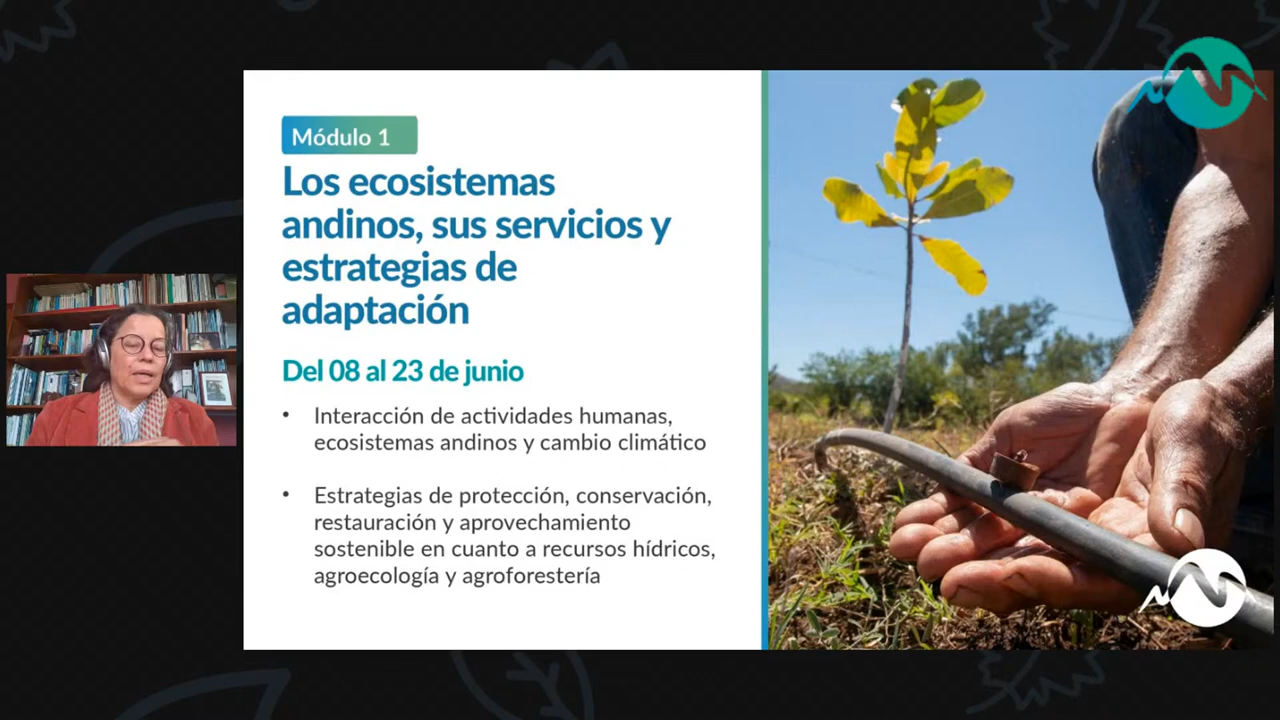 Módulo 1
Los ecosistemas
andinos, sus servicios y
estrategias de
adaptación
Del 08 al 23 de junio
• Interacción de actividades humanas,
ecosistemas andinos y cambio climático
• Estrategias de protección, conservación,
restauración y aprovechamiento
sostenible en cuanto a recursos hídricos,
agroecología y agroforestería